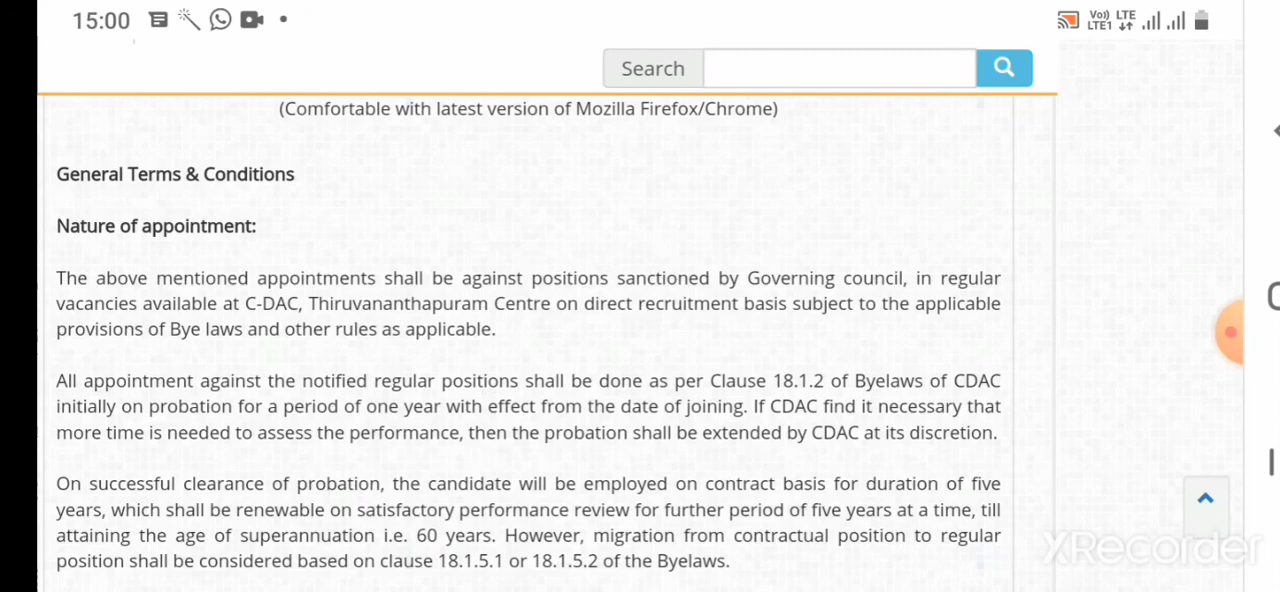 15:00
Vo)) LTE
LTE1
Search
(Comfortable with latest version of Mozilla Firefox/Chrome)
General Terms & Conditions
Nature of appointment:
The above mentioned appointments shall be against positions sanctioned by Governing council, in regular
vacancies available at C-DAC, Thiruvananthapuram Centre on direct recruitment basis subject to the applicable
provisions of Bye laws and other rules as applicable.
All appointment against the notified regular positions shall be done as per Clause 18.1.2 of Byelaws of CDAC
initially on probation for a period of one year with effect from the date of joining. If CDAC find it necessary that
more time is needed to assess the performance, then the probation shall be extended by CDAC at its discretion.
On successful clearance of probation, the candidate will be employed on contract basis for duration of five
years, which shall be renewable on satisfactory performance review for further period of five years at a time, till
attaining the age of superannuation i.e. 60 years. However, migration from contractual position to regular
position shall be considered based on clause 18.1.5.1 or 18.1.5.2 of the Byelaws.
XRecorder